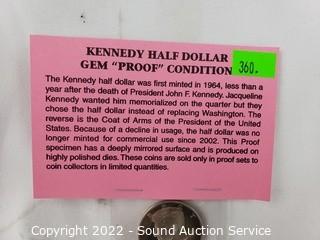 KENNEDY HALF DOLLAR
GEM "PROOF" CONDITION
360.
The Kennedy half dollar was first minted in 1964, less than a
year after the death of President John F. Kennedy. Jacqueline
Kennedy wanted him memorialized on the quarter but they
chose the half dollar instead of replacing Washington. The
reverse is the Coat of Arms of the President of the United
States. Because of a decline in usage, the half dollar was no
longer minted for commercial use since 2002. This Proof
specimen has a deeply mirrored surface and is produced on
highly polished dies. These coins are sold only in proof sets to
coin collectors in limited quantities.
Copyright 2022 - Sound Auction Service